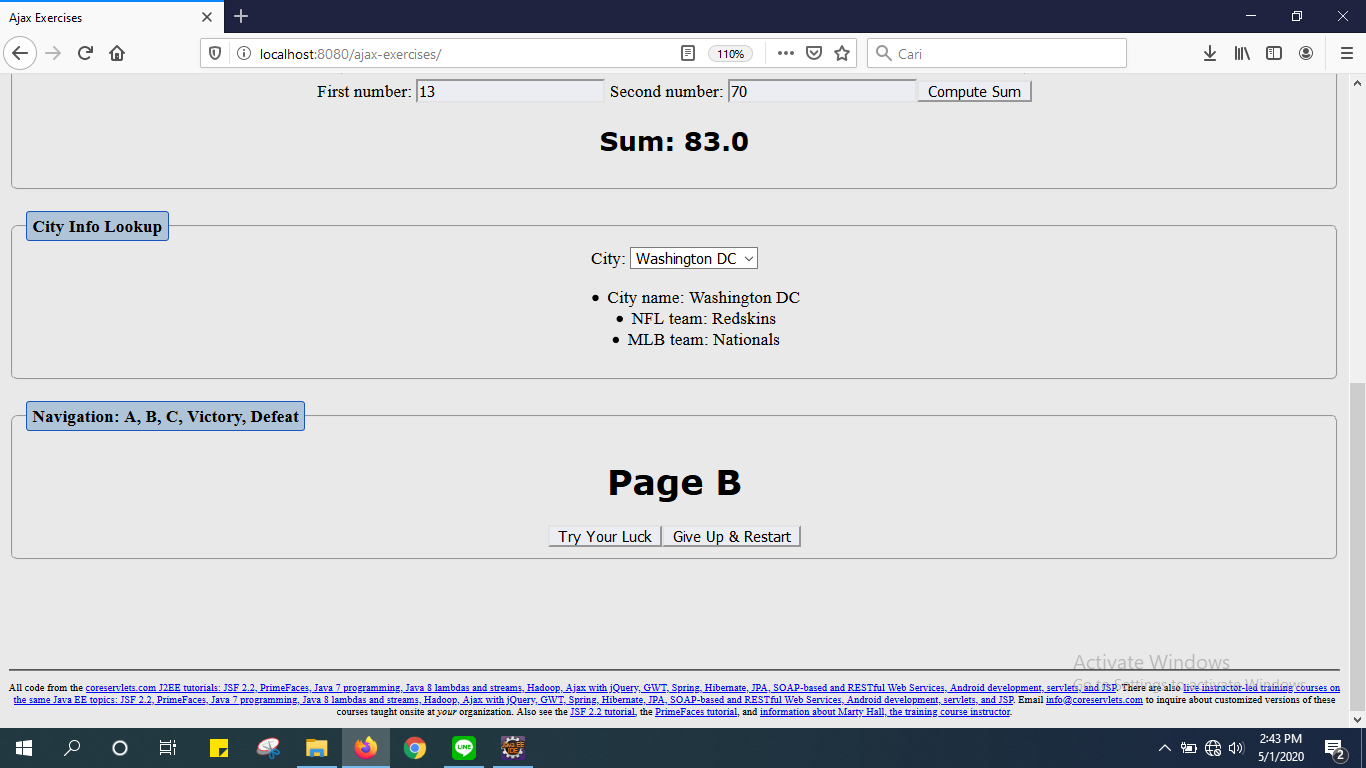 Ajax Exercises
localhost:8080/ajax-exercises/
110%
Cari
First number: 13 Second number: 70 Compute Sum
Sum: 83.0
City Info Lookup
City: Washington DC
City name: Washington DC
NFL team: Redskins
MLB team: Nationals
Navigation: A, B, C, Victory, Defeat
Page B
Try Your Luck Give Up & Restart
Activate Windows
Go to Settings to activate Windows.
All code from the coreservlets.com J2EE tutorials: JSF 2.2, PrimeFaces, Java 7 programming, Java 8 lambdas and streams, Hadoop, Ajax with jQuery, GWT, Spring, Hibernate, JPA, SOAP-based and RESTful Web Services, Android development, servlets, and JSP. There are also live instructor-led training courses on
the same Java EE topics: JSF 2.2, PrimeFaces, Java 7 programming, Java 8 lambdas and streams, Hadoop, Ajax with jQuery, GWT, Spring, Hibernate, JPA, SOAP-based and RESTful Web Services, Android development, servlets, and JSP. Email info@coreservlets.com to inquire about customized versions of these
courses taught onsite at your organization. Also see the JSF 2.2 tutorial, the PrimeFaces tutorial, and information about Marty Hall, the training course instructor.
LINE
Java EE
IDE
2:43 PM
5/1/2020
2